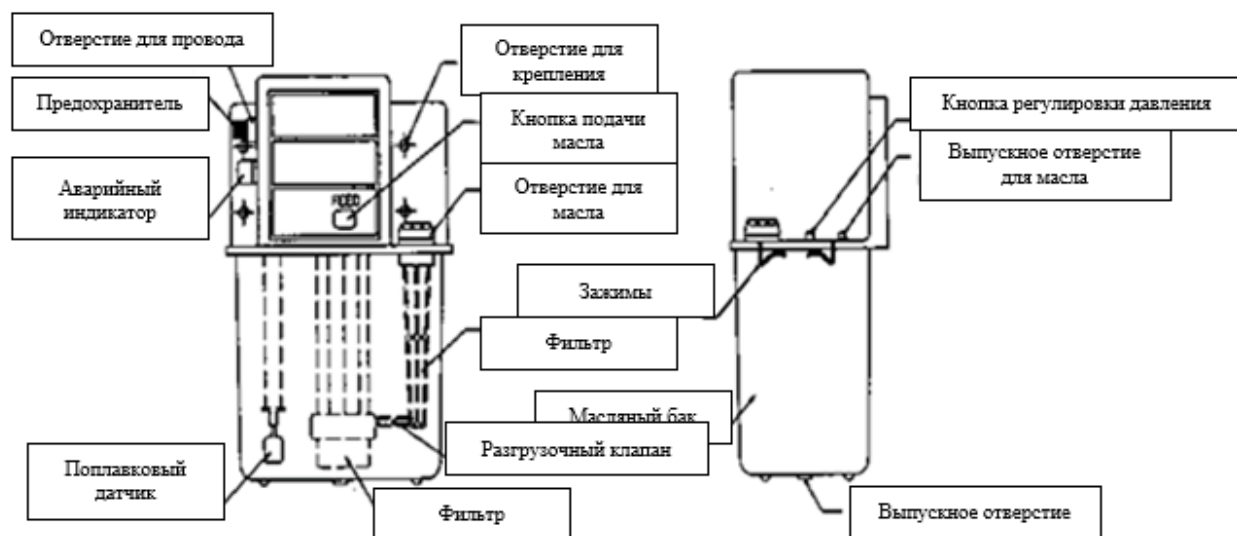 Отверстие для провода
Предохранитель
Аварийный
индикатор
Отверстие для
крепления
Кнопка подачи
масла
Отверстие для
масла
Зажимы
Фильтр
Масляный бак
Разгрузочный клапан
Поплавковый
датчик
Фильтр
Кнопка регулировки давления
Выпускное отверстие
для масла
Выпускное отверстие